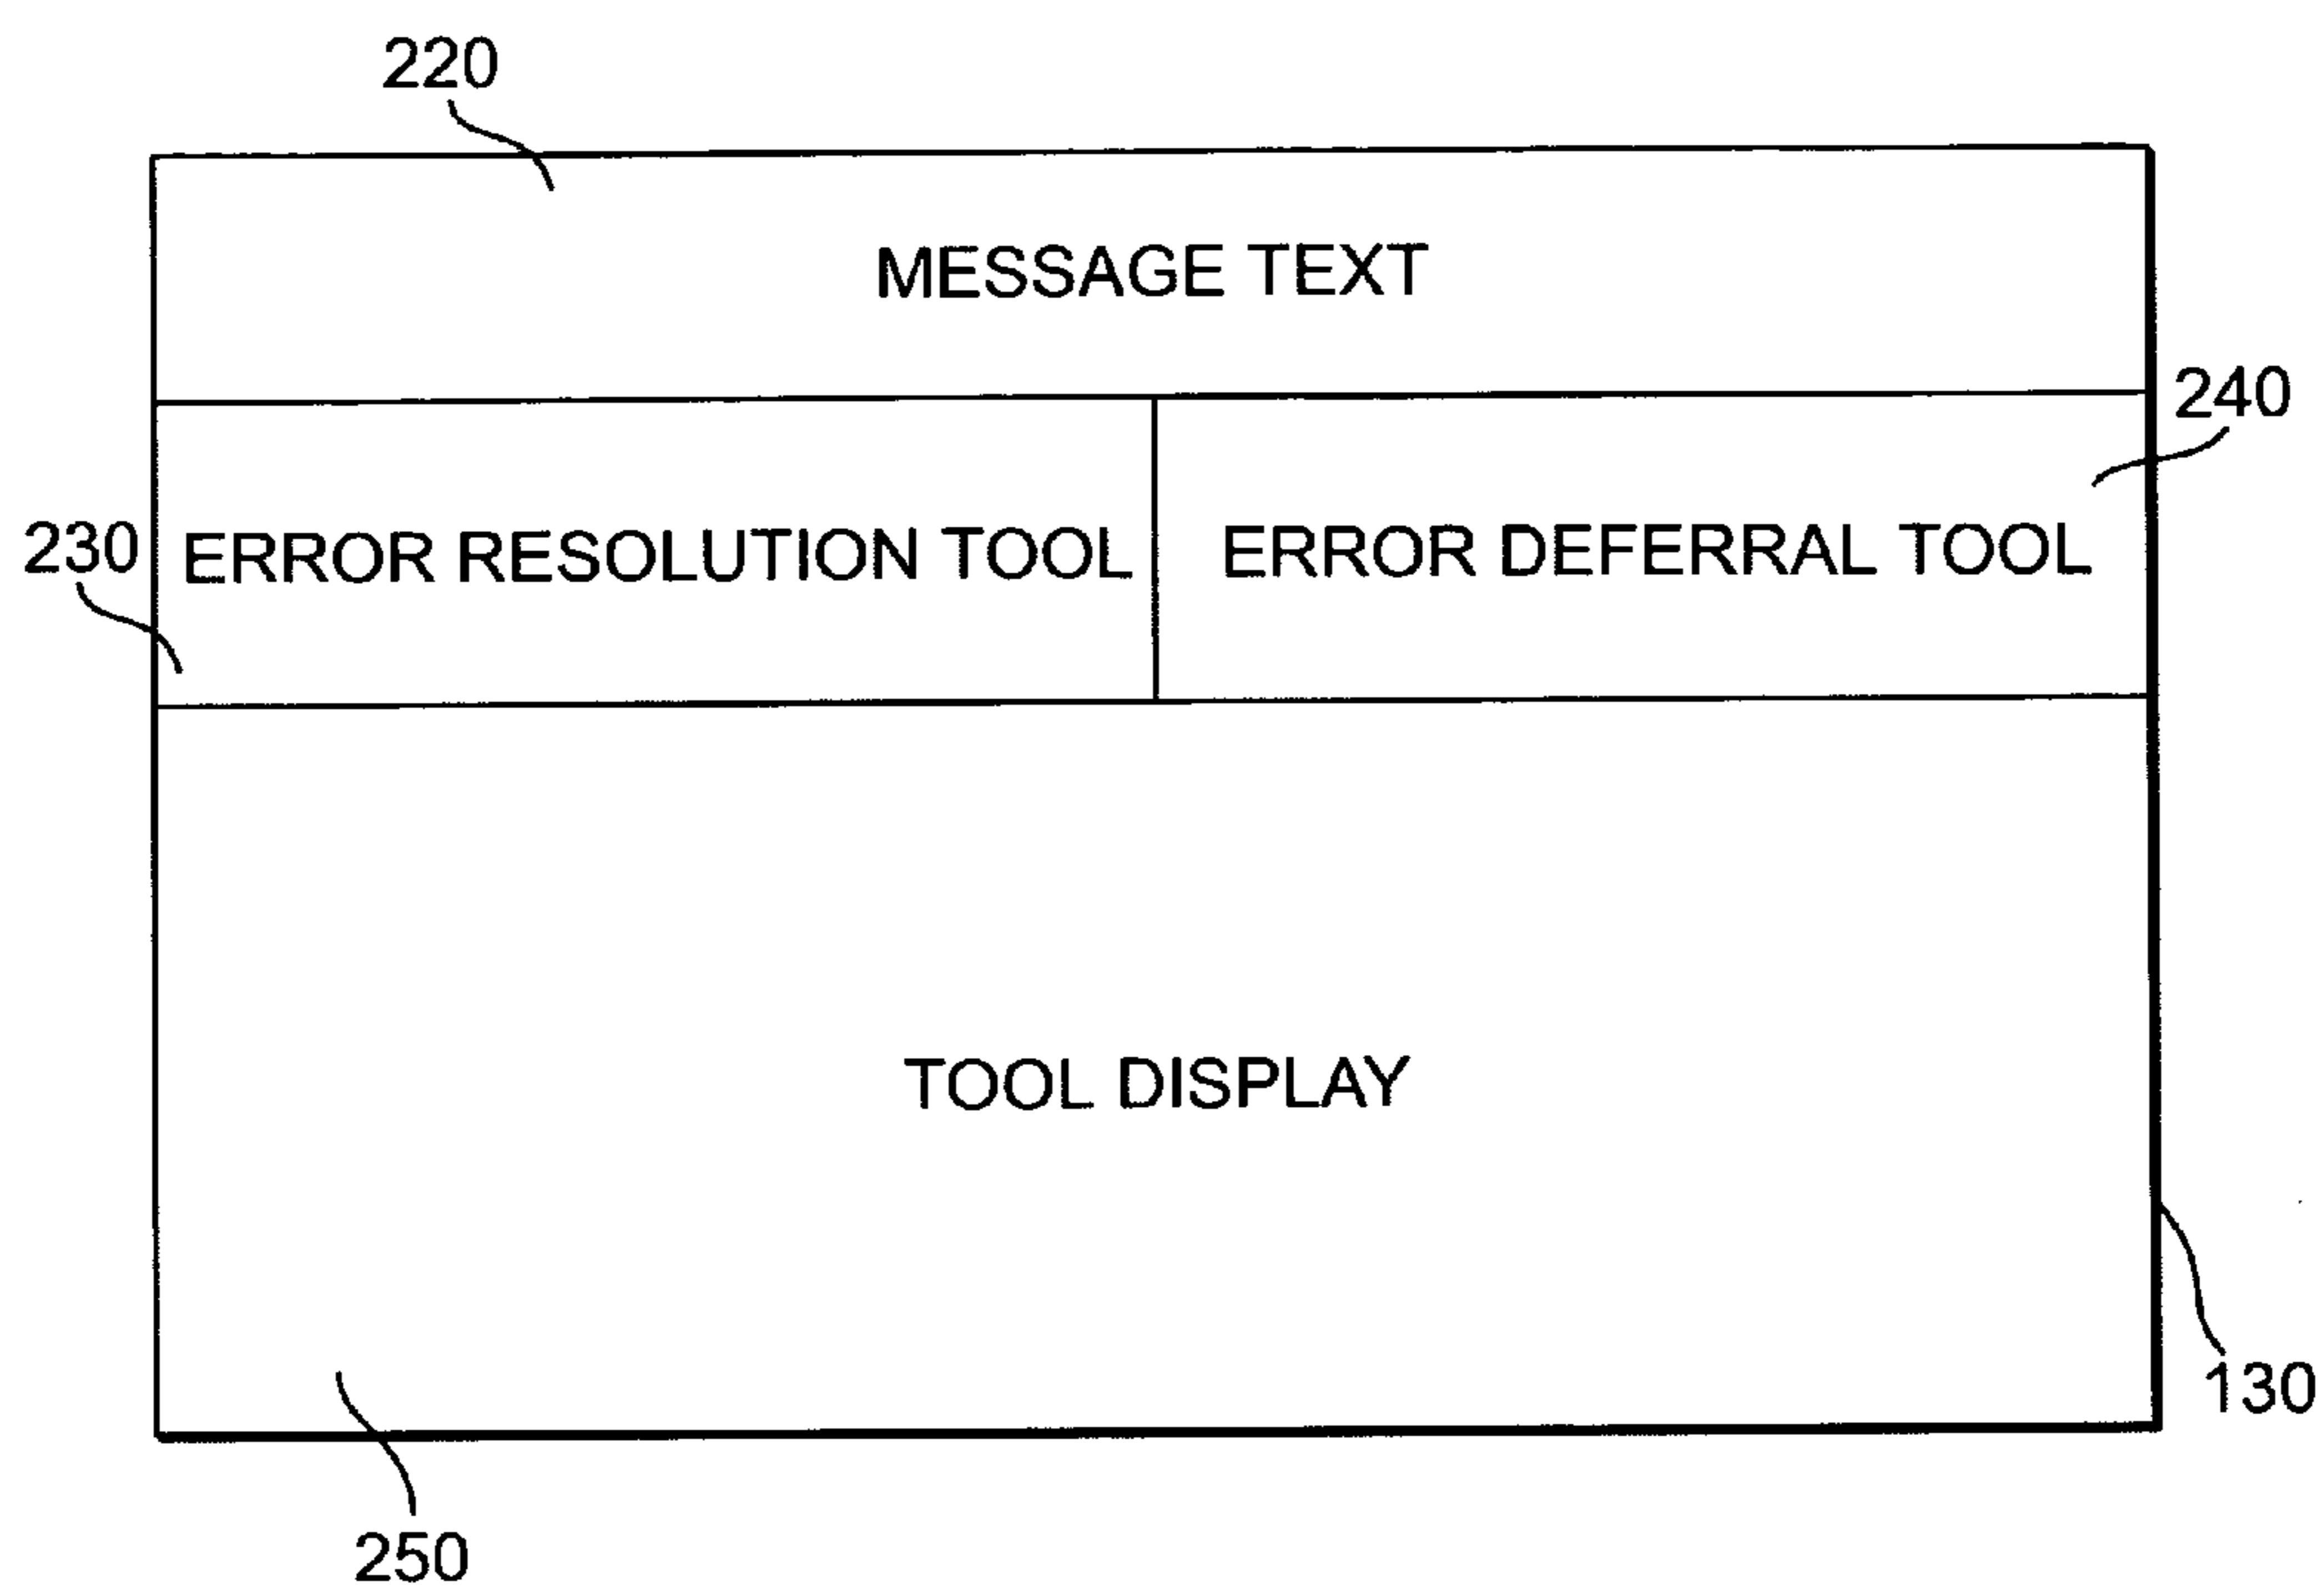 220
MESSAGE TEXT
240
230
ERROR RESOLUTION TOOL
ERROR DEFERRAL TOOL
TOOL DISPLAY
130
250